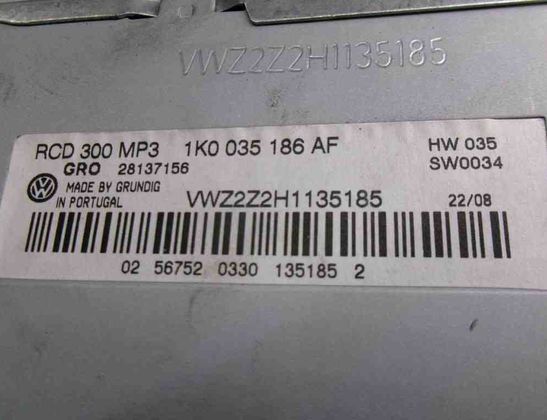 VWZ2Z2H1135185
RCD 300 MP3 1K0 035 186 AF HW 035
GRO 28137156 SW0034
MADE BY GRUNDIG
IN PORTUGAL VWZ2Z2H1135185 22/08
02 56752 0330 135185 2